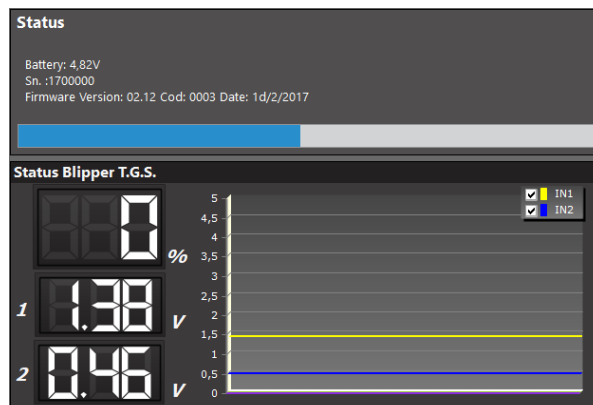 Status
Battery: 4,82V
Sn. :1700000
Firmware Version: 02.12 Cod: 0003 Date: 1d/2/2017
Status Blipper T.G.S.
0 %
1 1.38 V
2 0.46 V
5
4,5
4
3,5
3
2,5
2
1,5
1
0,5
0
IN1
IN2